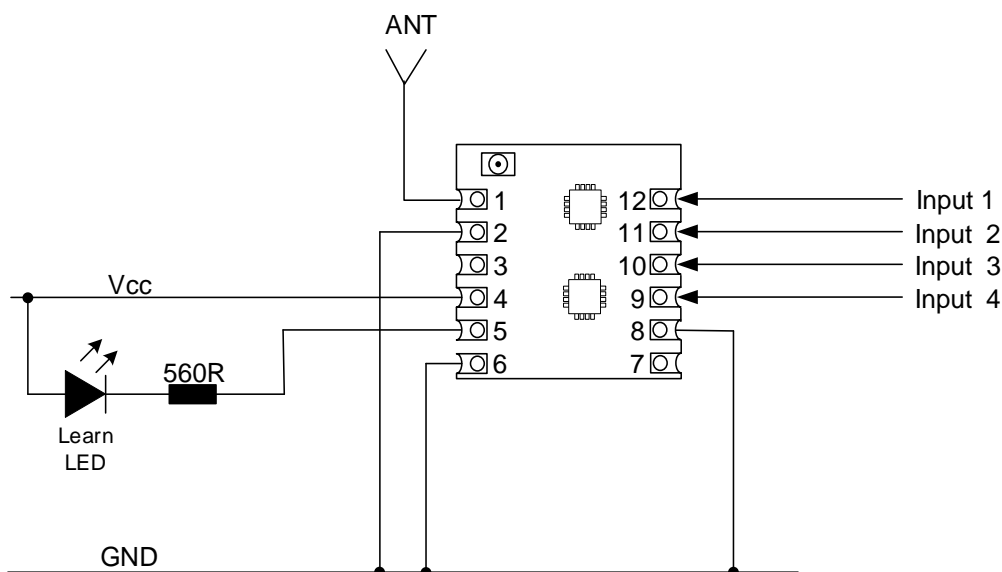 ANT
1
2
3
4
5
6
12
11
10
9
8
7
Input 1
Input 2
Input 3
Input 4
Vcc
560R
Learn
LED
GND